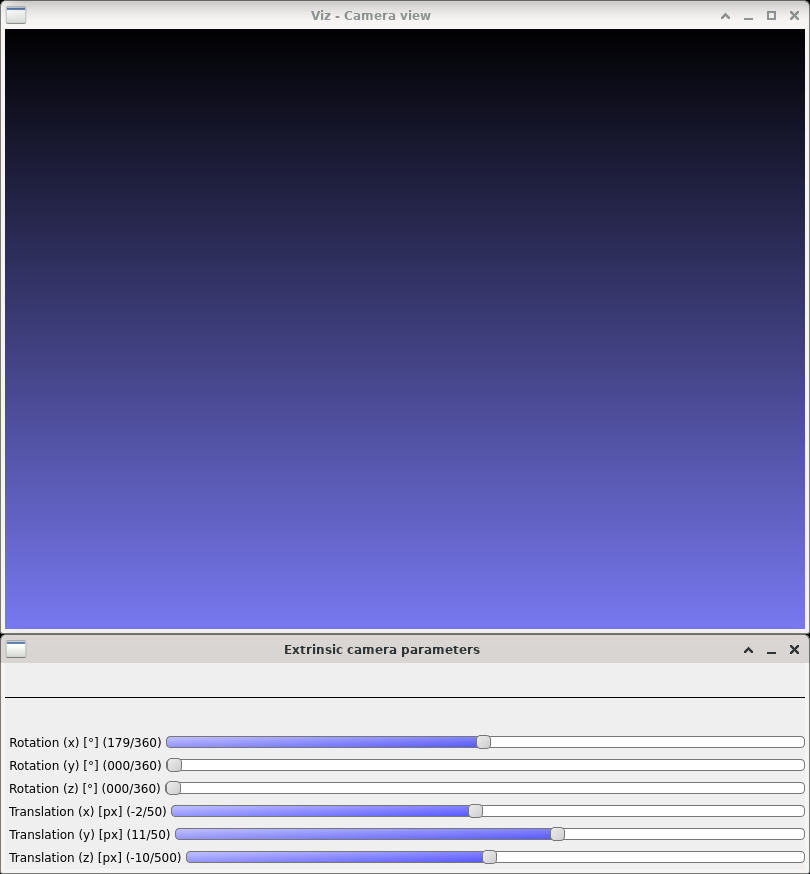 Viz - Camera view
Extrinsic camera parameters
Rotation (x) [°] (179/360)
Rotation (y) [°] (000/360)
Rotation (z) [°] (000/360)
Translation (x) [px] (-2/50)
Translation (y) [px] (11/50)
Translation (z) [px] (-10/500)